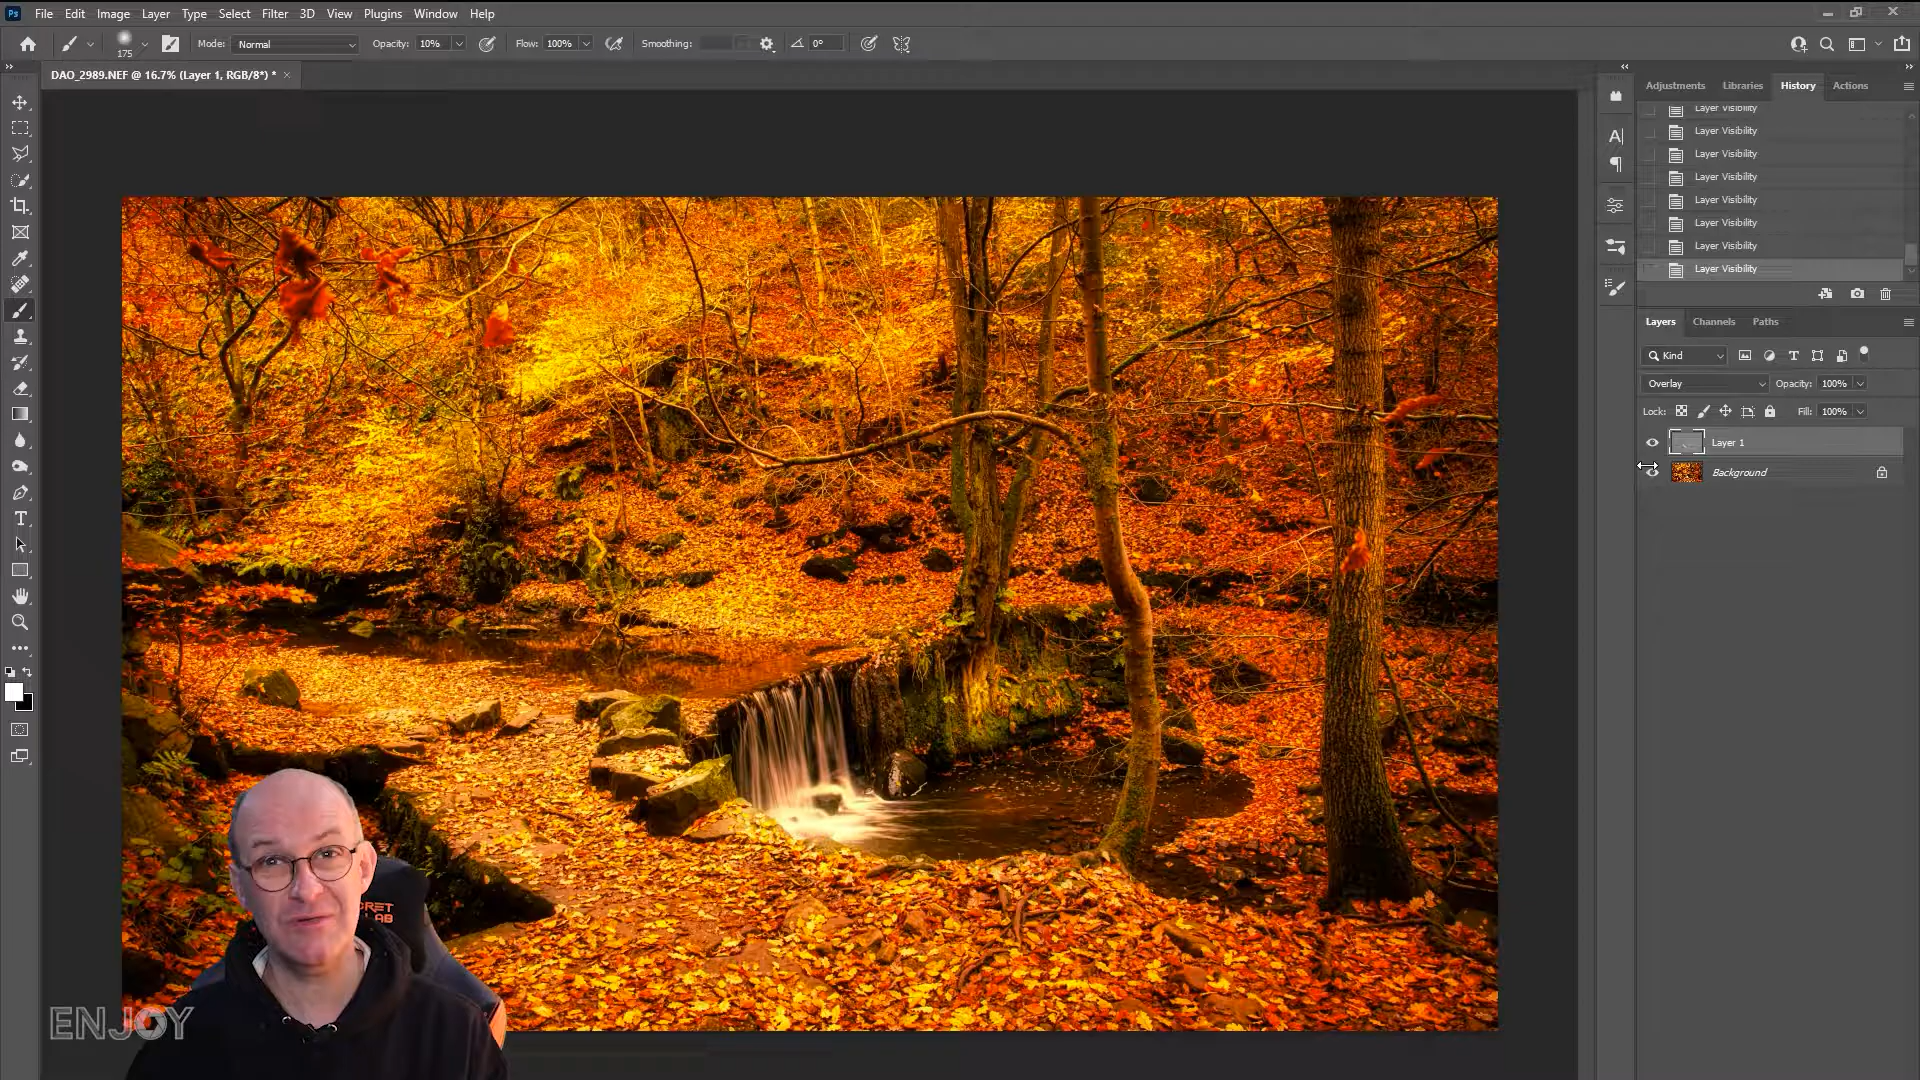 Ps File Edit Image Layer Type Select Filter 3D View Plugins Window Help
175 Mode: Normal Opacity: 10% Flow: 100% Smoothing: 0°
DAO_2989.NEF @ 16.7% (Layer 1, RGB/8*) * ×
Adjustments Libraries History Actions
Layer Visibility
Layer Visibility
Layer Visibility
Layer Visibility
Layer Visibility
Layer Visibility
Layer Visibility
Layer Visibility
Layers Channels Paths
Kind
Overlay Opacity: 100%
Lock: Fill: 100%
Layer 1
Background
RET
LAB
ENJOY